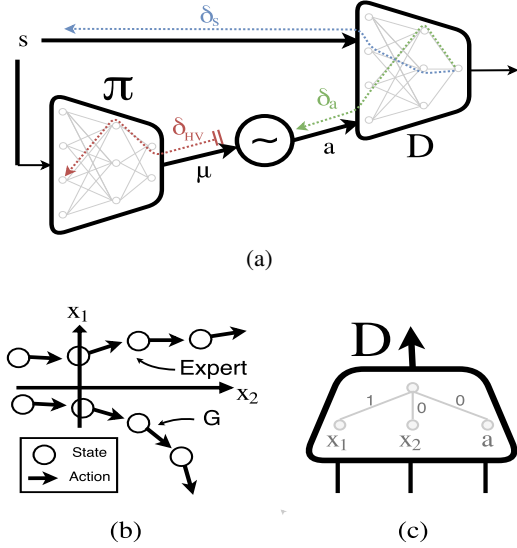 δs
s
D
π
δa
δHV
~
a
μ
(a)
x1
Expert
x2
G
State
Action
(b)
D
1
0
0
x1
x2
a
(c)